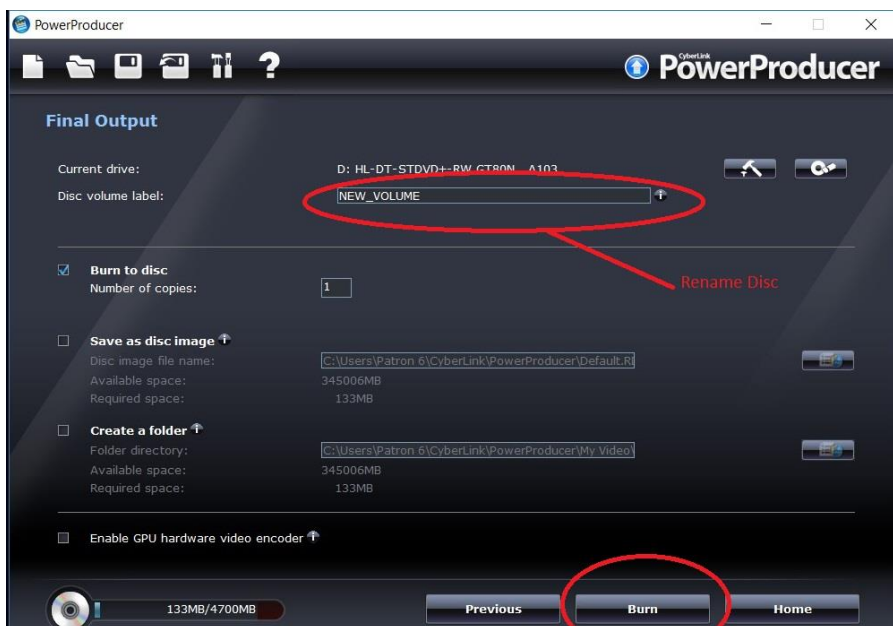 PowerProducer
?
CyberLink
PowerProducer
Final Output
Current drive: D: HL-DT-STDVD+-RW GT80N A103
Disc volume label: NEW_VOLUME
Rename Disc
Burn to disc
Number of copies: 1
Save as disc image
Disc image file name: C:\Users\Patron 6\CyberLink\PowerProducer\Default.RI
Available space: 345006MB
Required space: 133MB
Create a folder
Folder directory: C:\Users\Patron 6\CyberLink\PowerProducer\My Video\
Available space: 345006MB
Required space: 133MB
Enable GPU hardware video encoder
133MB/4700MB
Previous
Burn
Home